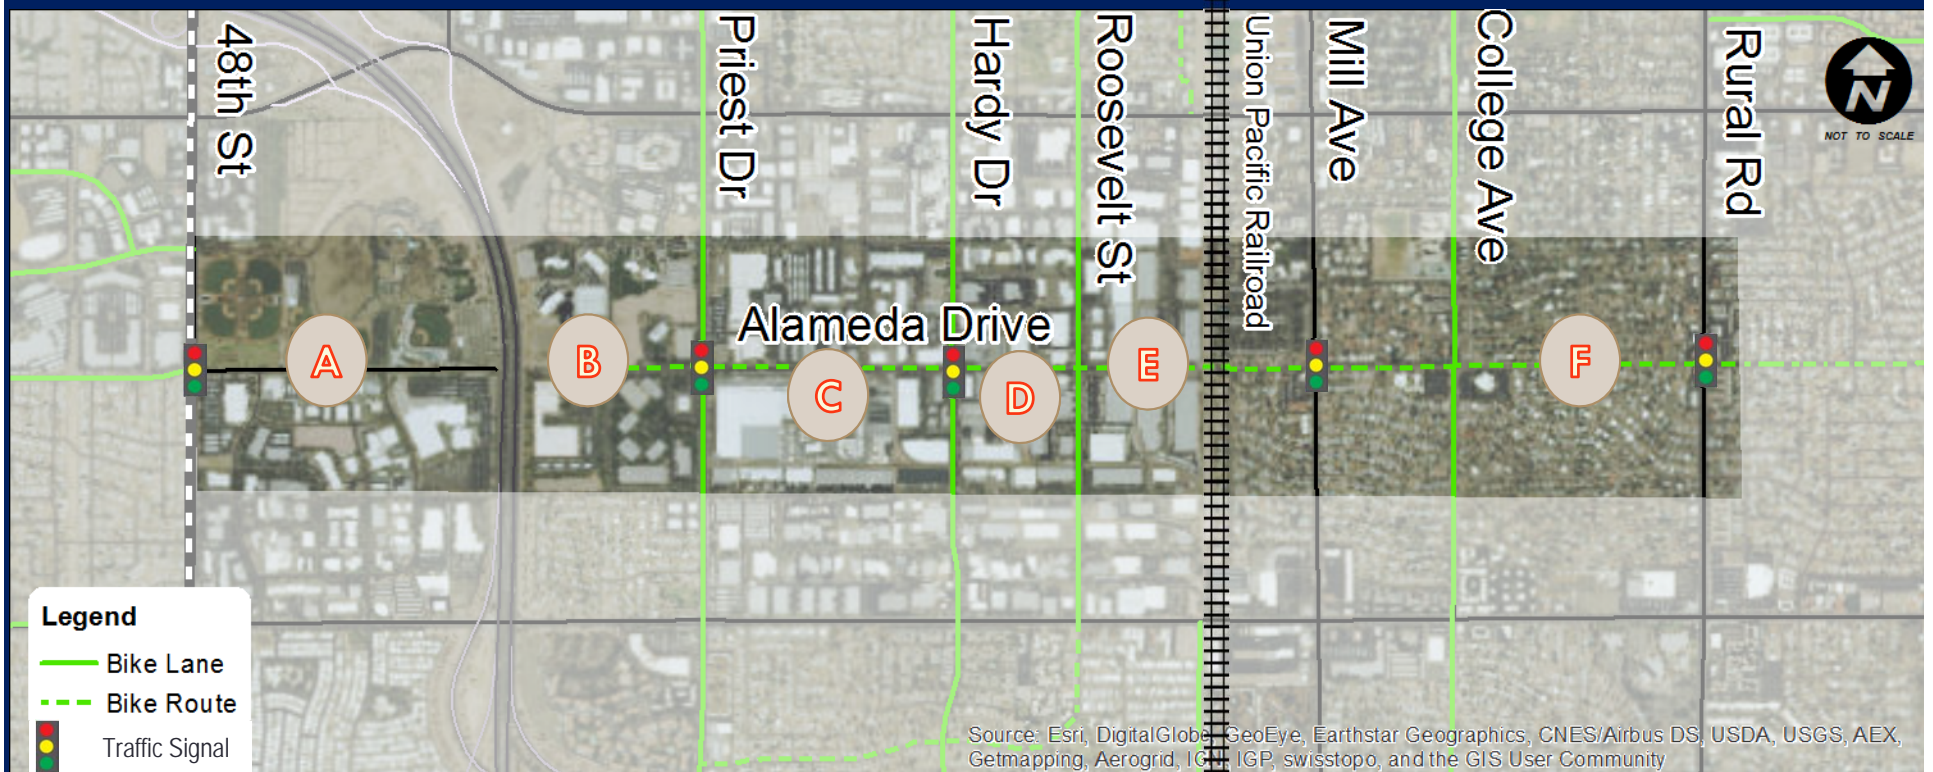 48th St
Priest Dr
Hardy Dr
Roosevelt St
Union Pacific Railroad
Mill Ave
College Ave
Rural Rd
N
NOT TO SCALE
Alameda Drive
A
B
C
D
E
F
Legend
Bike Lane
Bike Route
Traffic Signal
Source: Esri, DigitalGlobe, GeoEye, Earthstar Geographics, CNES/Airbus DS, USDA, USGS, AEX,
Getmapping, Aerogrid, IGN, IGP, swisstopo, and the GIS User Community